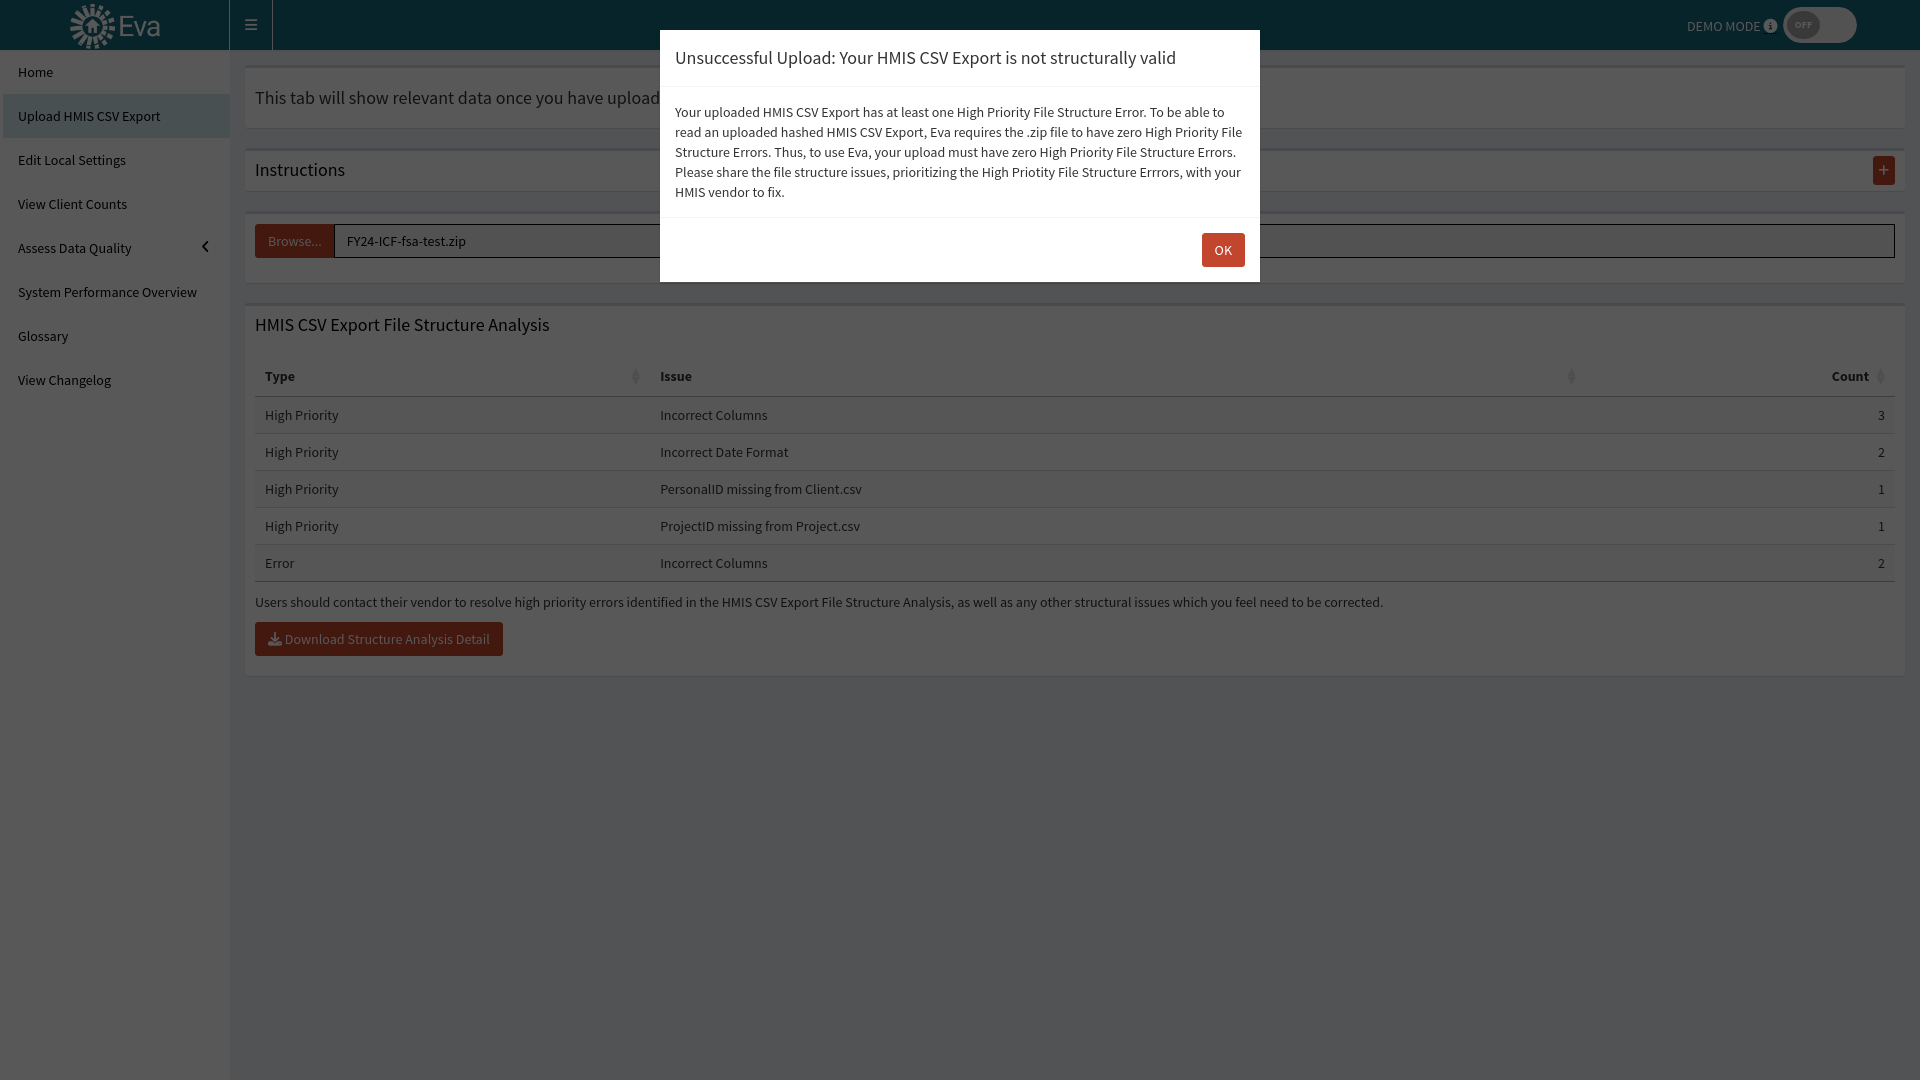 Eva
DEMO MODE
OFF
Home
Upload HMIS CSV Export
Edit Local Settings
View Client Counts
Assess Data Quality
System Performance Overview
Glossary
View Changelog
Unsuccessful Upload: Your HMIS CSV Export is not structurally valid
Your uploaded HMIS CSV Export has at least one High Priority File Structure Error. To be able to
read an uploaded hashed HMIS CSV Export, Eva requires the .zip file to have zero High Priority File
Structure Errors. Thus, to use Eva, your upload must have zero High Priority File Structure Errors.
Please share the file structure issues, prioritizing the High Priotity File Structure Errrors, with your
HMIS vendor to fix.
OK
This tab will show relevant data once you have upload
Instructions
+
Browse... FY24-ICF-fsa-test.zip
HMIS CSV Export File Structure Analysis
Type Issue Count
High Priority Incorrect Columns 3
High Priority Incorrect Date Format 2
High Priority PersonalID missing from Client.csv 1
High Priority ProjectID missing from Project.csv 1
Error Incorrect Columns 2
Users should contact their vendor to resolve high priority errors identified in the HMIS CSV Export File Structure Analysis, as well as any other structural issues which you feel need to be corrected.
Download Structure Analysis Detail